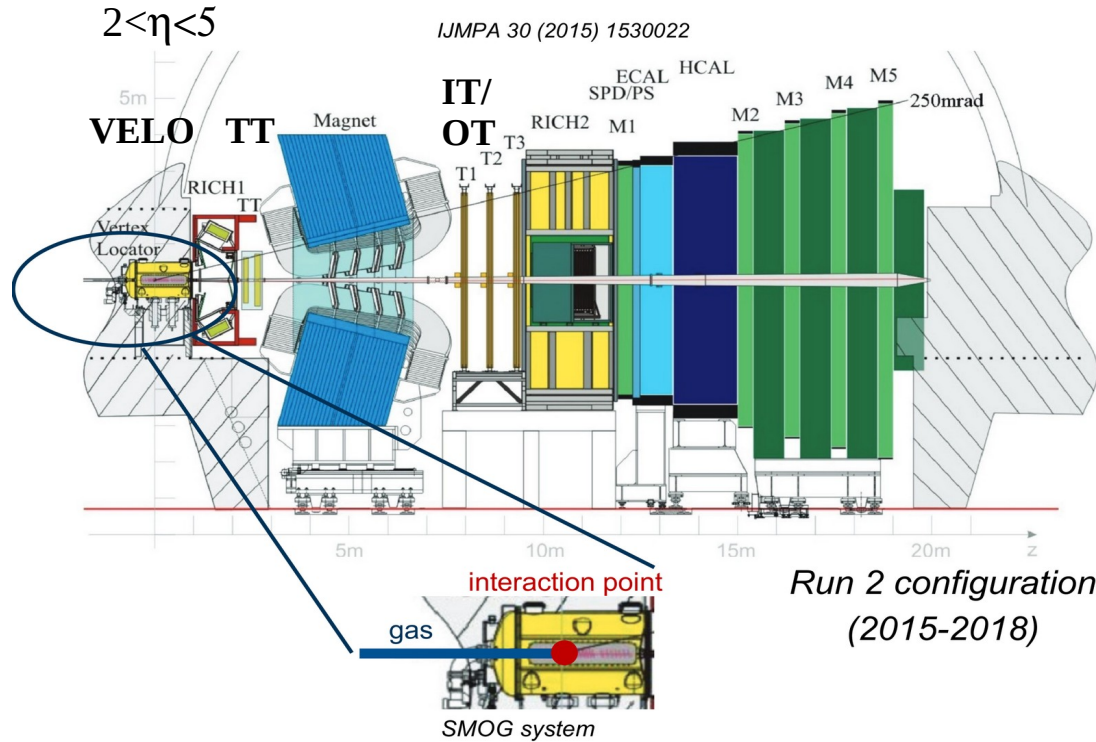 2<η<5
IJMPA 30 (2015) 1530022
5m
VELO
TT
Magnet
IT/
OT
RICH1
TT
Vertex
Locator
T1
T2
T3
RICH2
M1
SPD/PS
ECAL
HCAL
M2
M3
M4
M5
250mrad
5m
10m
15m
20m
z
interaction point
gas
SMOG system
Run 2 configuration
(2015-2018)